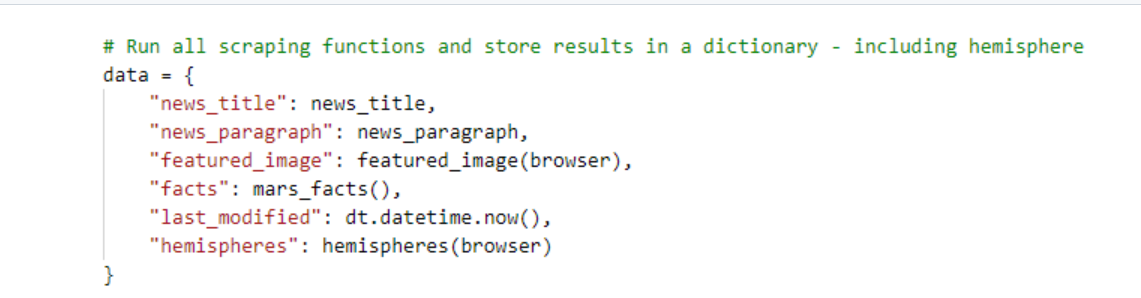 # Run all scraping functions and store results in a dictionary - including hemisphere
data = {
    "news_title": news_title,
    "news_paragraph": news_paragraph,
    "featured_image": featured_image(browser),
    "facts": mars_facts(),
    "last_modified": dt.datetime.now(),
    "hemispheres": hemispheres(browser)
}